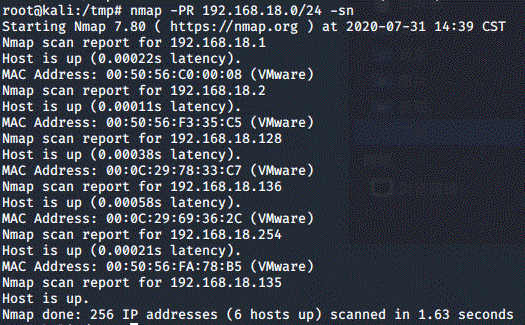 root@kali:/tmp# nmap -PR 192.168.18.0/24 -sn
Starting Nmap 7.80 ( https://nmap.org ) at 2020-07-31 14:39 CST
Nmap scan report for 192.168.18.1
Host is up (0.00022s latency).
MAC Address: 00:50:56:C0:00:08 (VMware)
Nmap scan report for 192.168.18.2
Host is up (0.00011s latency).
MAC Address: 00:50:56:F3:35:C5 (VMware)
Nmap scan report for 192.168.18.128
Host is up (0.00038s latency).
MAC Address: 00:0C:29:78:33:C7 (VMware)
Nmap scan report for 192.168.18.136
Host is up (0.00058s latency).
MAC Address: 00:0C:29:69:36:2C (VMware)
Nmap scan report for 192.168.18.254
Host is up (0.00021s latency).
MAC Address: 00:50:56:FA:78:B5 (VMware)
Nmap scan report for 192.168.18.135
Host is up.
Nmap done: 256 IP addresses (6 hosts up) scanned in 1.63 seconds